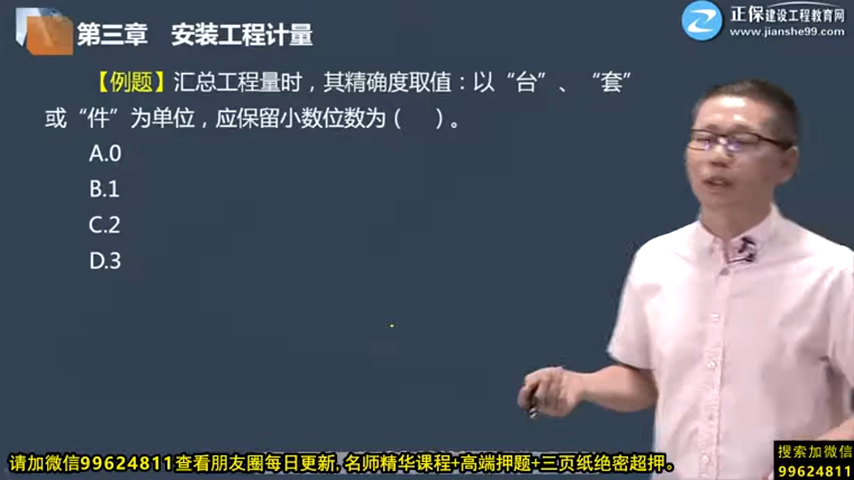 第三章 安装工程计量
正保建设工程教育网
www.jianshe99.com
【例题】汇总工程量时，其精确度取值：以“台”、“套”
或“件”为单位，应保留小数位数为（ ）。
A.0
B.1
C.2
D.3
请加微信99624811查看朋友圈每日更新,名师精华课程+高端押题+三页纸绝密超押。
搜索加微信
99624811